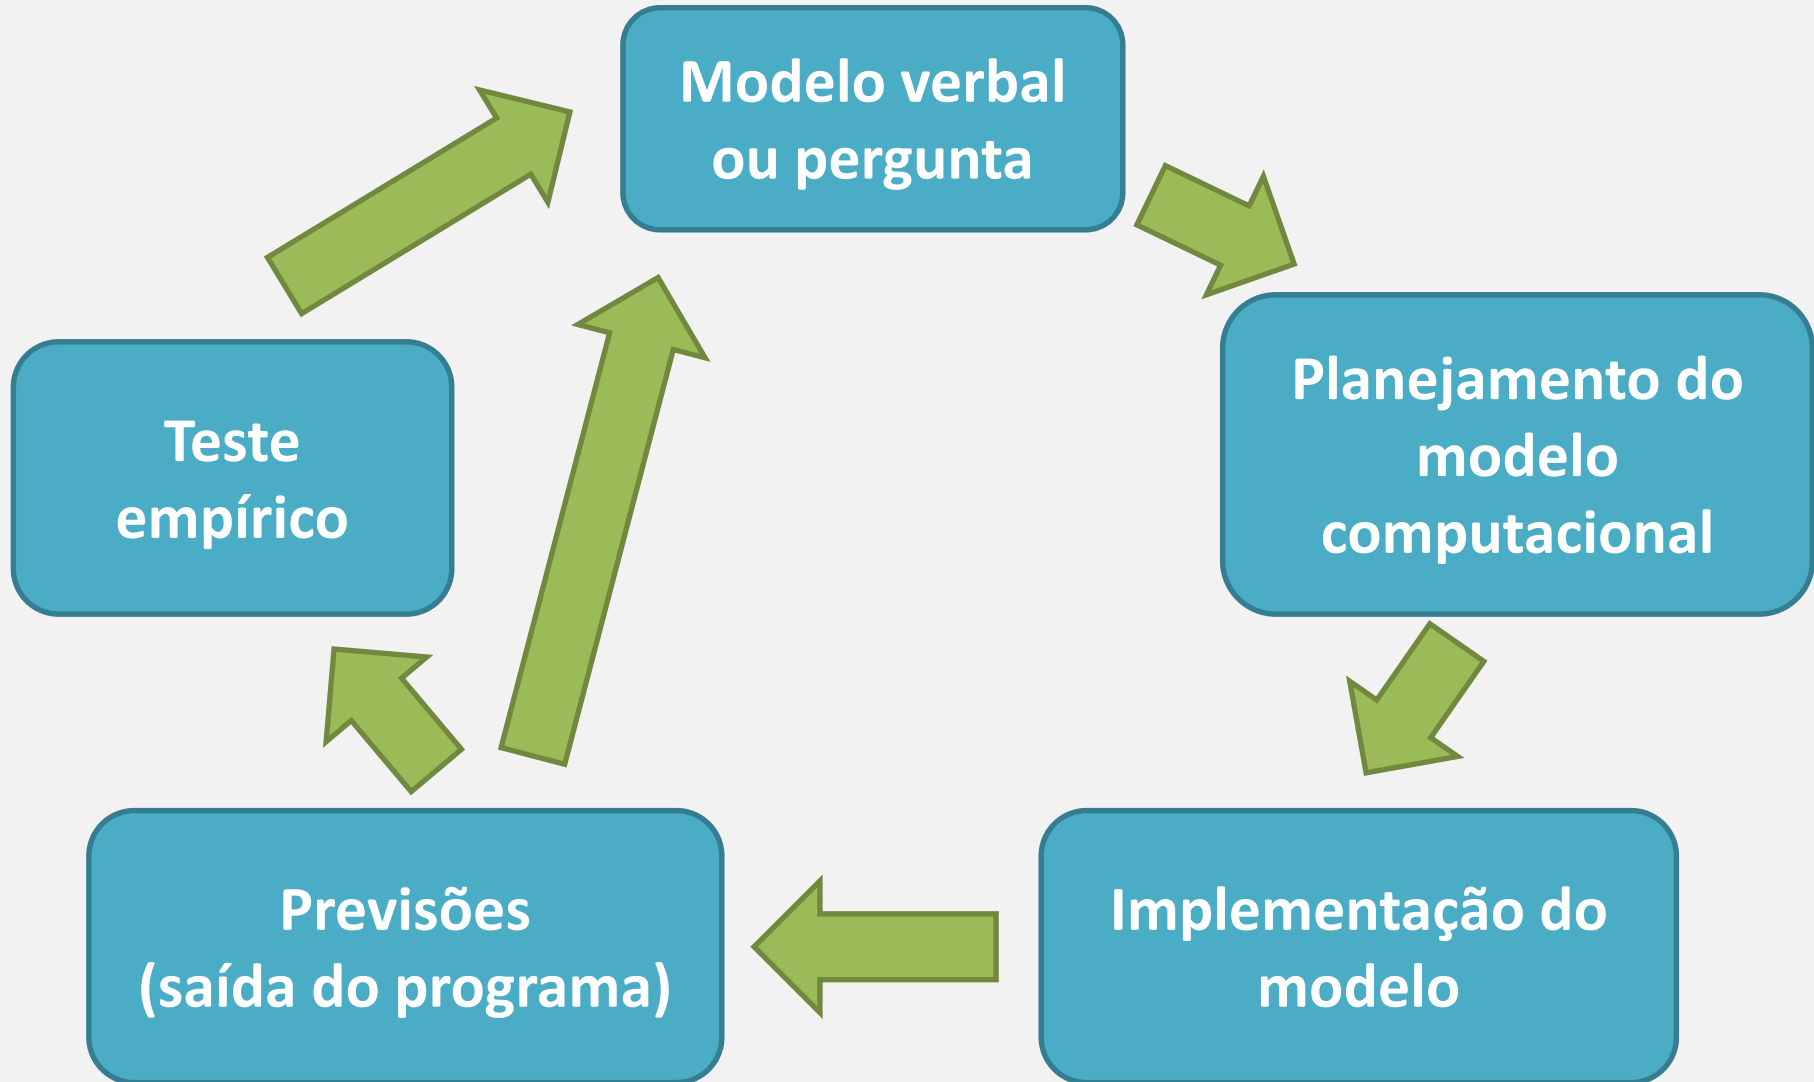 Modelo verbal
ou pergunta
Planejamento do
modelo
computacional
Implementação do
modelo
Previsões
(saída do programa)
Teste
empírico